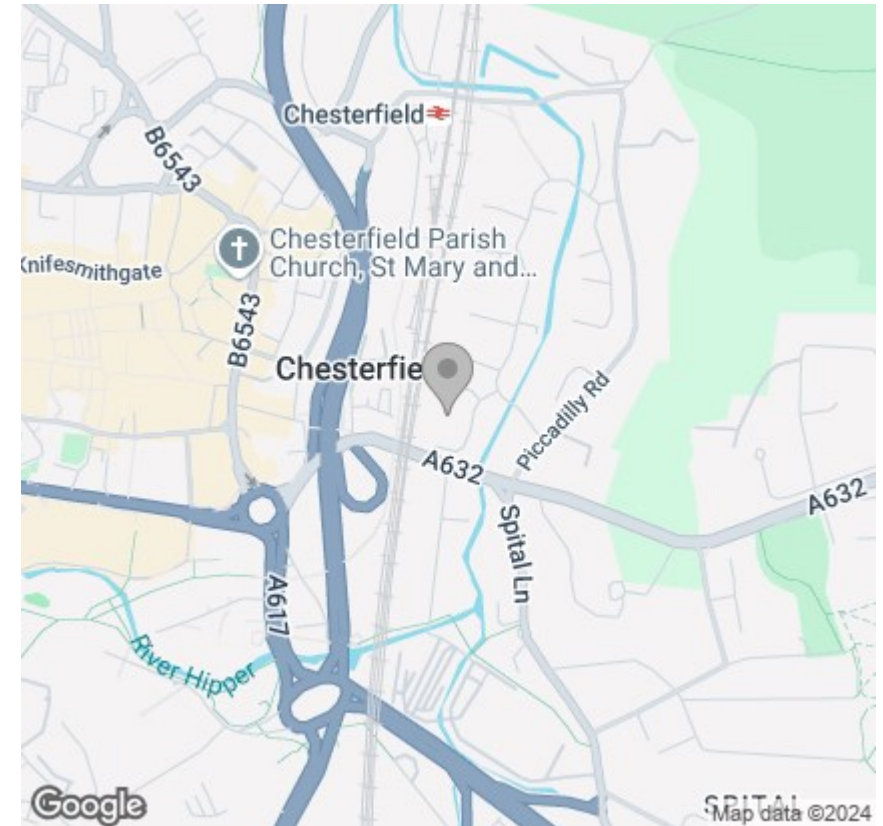 Chesterfield
B6543
Chesterfield Parish
Church, St Mary and...
Knifesmithgate
B6543
Chesterfie
Piccadilly Rd
A632
A632
Spital Ln
A617
River Hipper
SPITAL
Google
Map data ©2024